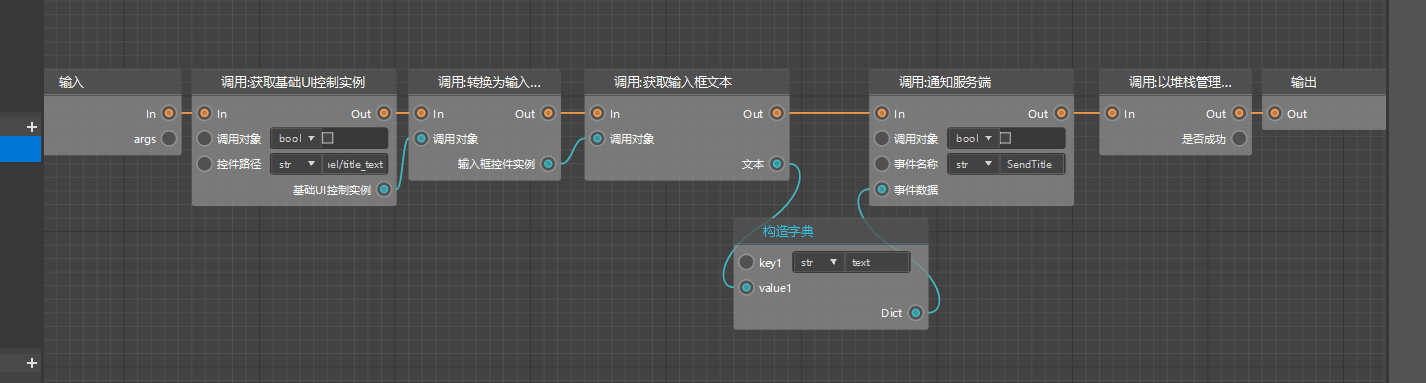 输入
In
args
调用:获取基础UI控制实例
In
Out
调用对象
bool
控件路径
str
ıel/title_text
基础UI控制实例
调用:转换为输入...
In
Out
调用对象
输入框控件实例
调用:获取输入框文本
In
Out
调用对象
文本
构造字典
key1
str
text
value1
Dict
调用:通知服务端
In
Out
调用对象
bool
事件名称
str
SendTitle
事件数据
调用:以堆栈管理...
In
Out
是否成功
输出
Out